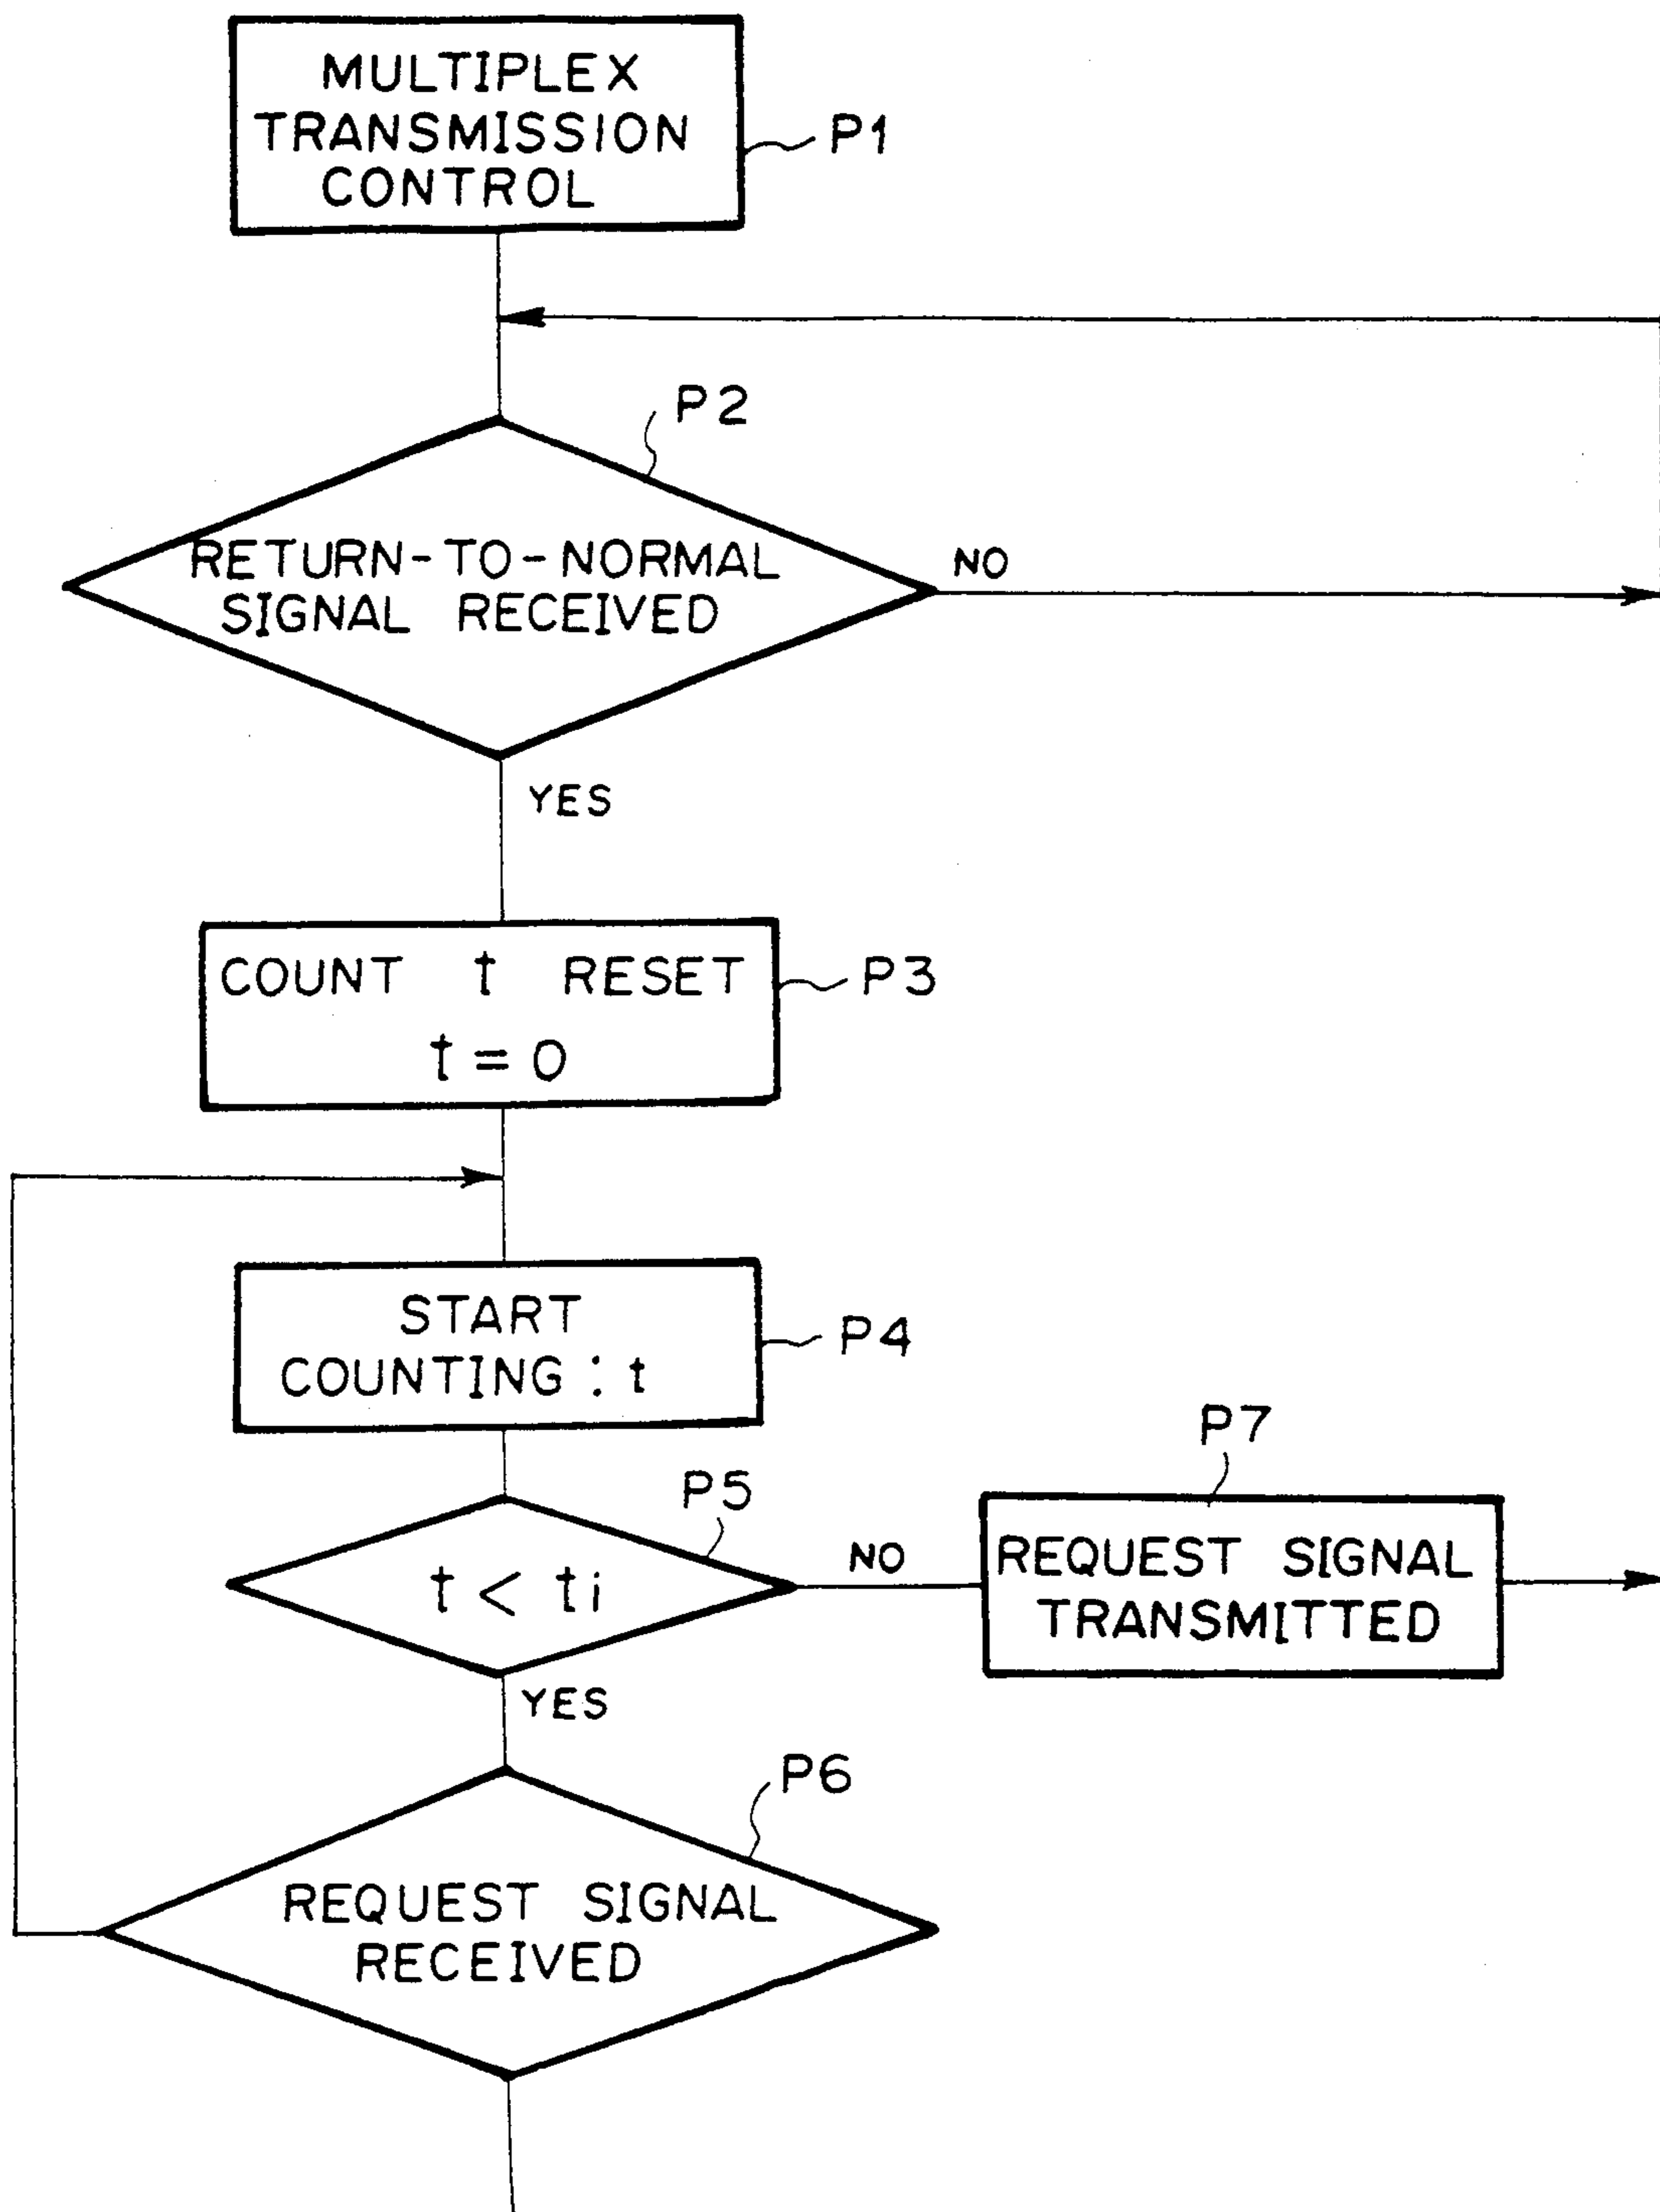 MULTIPLEX
TRANSMISSION
CONTROL
P1
P2
RETURN-TO-NORMAL
SIGNAL RECEIVED
NO
YES
COUNT t RESET
t = 0
P3
START
COUNTING : t
P4
P5
t < ti
NO
P7
REQUEST SIGNAL
TRANSMITTED
YES
P6
REQUEST SIGNAL
RECEIVED